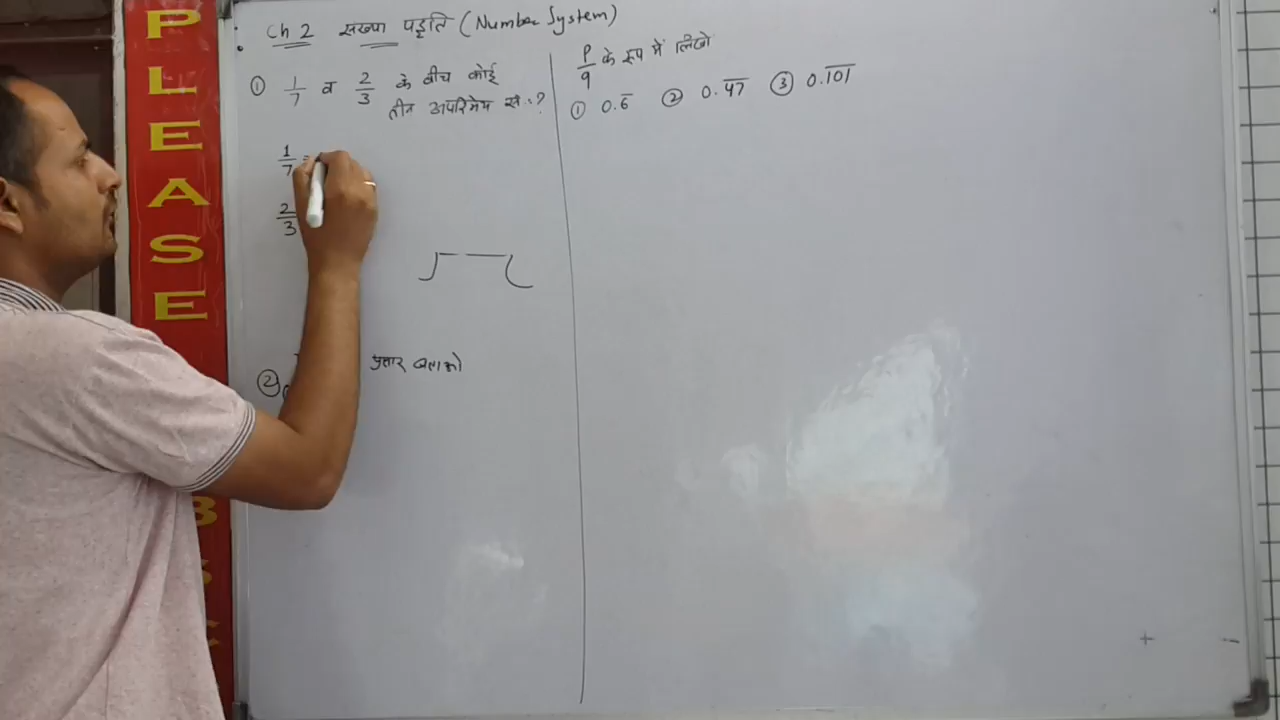 PLEASE
Ch 2 संख्या पद्धति (Number System)
① 1/7 व 2/3 के बीच कोई
तीन अपरिमेय सं.:?
1/7 =
2/3
②
प्रसार बताओ
p/q के रूप में लिखो
① 0.6̅ ② 0.4̅7̅ ③ 0.1̅0̅1̅
+ −